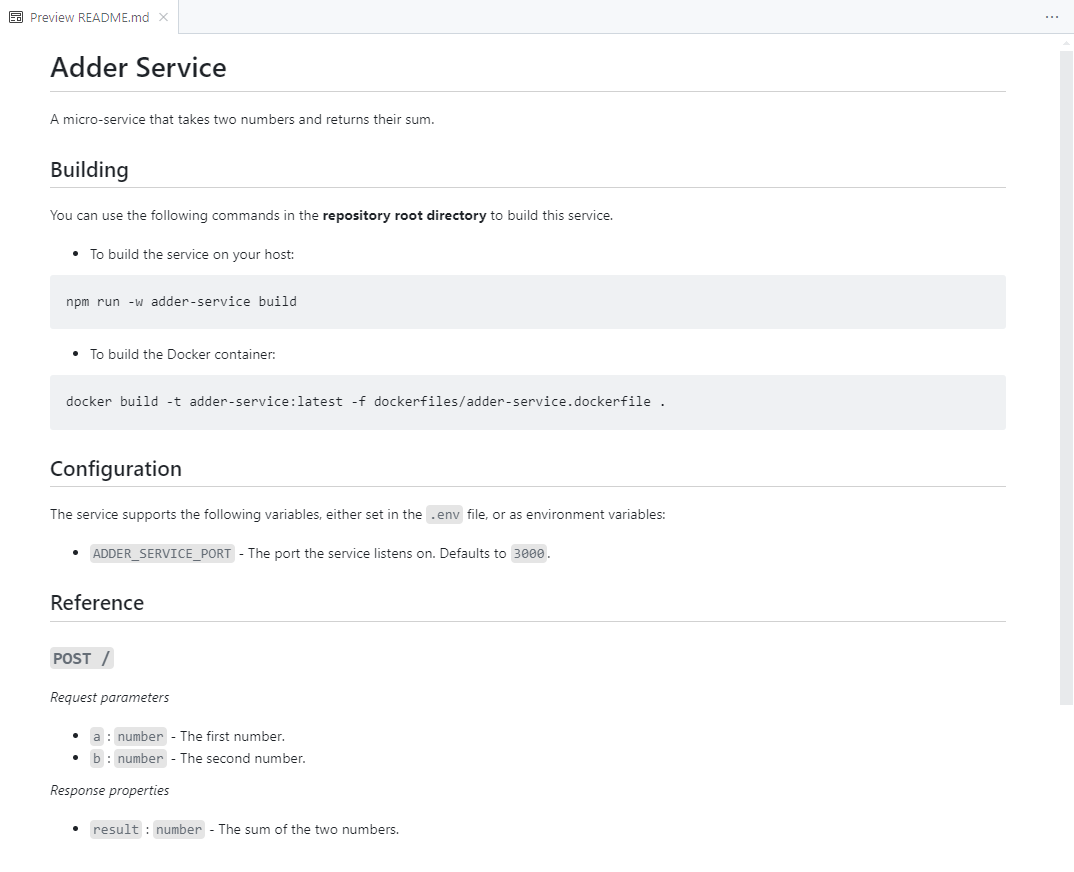 Preview README.md
Adder Service
A micro-service that takes two numbers and returns their sum.
Building
You can use the following commands in the repository root directory to build this service.
• To build the service on your host:
npm run -w adder-service build
• To build the Docker container:
docker build -t adder-service:latest -f dockerfiles/adder-service.dockerfile .
Configuration
The service supports the following variables, either set in the .env file, or as environment variables:
• ADDER_SERVICE_PORT - The port the service listens on. Defaults to 3000.
Reference
POST /
Request parameters
• a : number - The first number.
• b : number - The second number.
Response properties
• result : number - The sum of the two numbers.